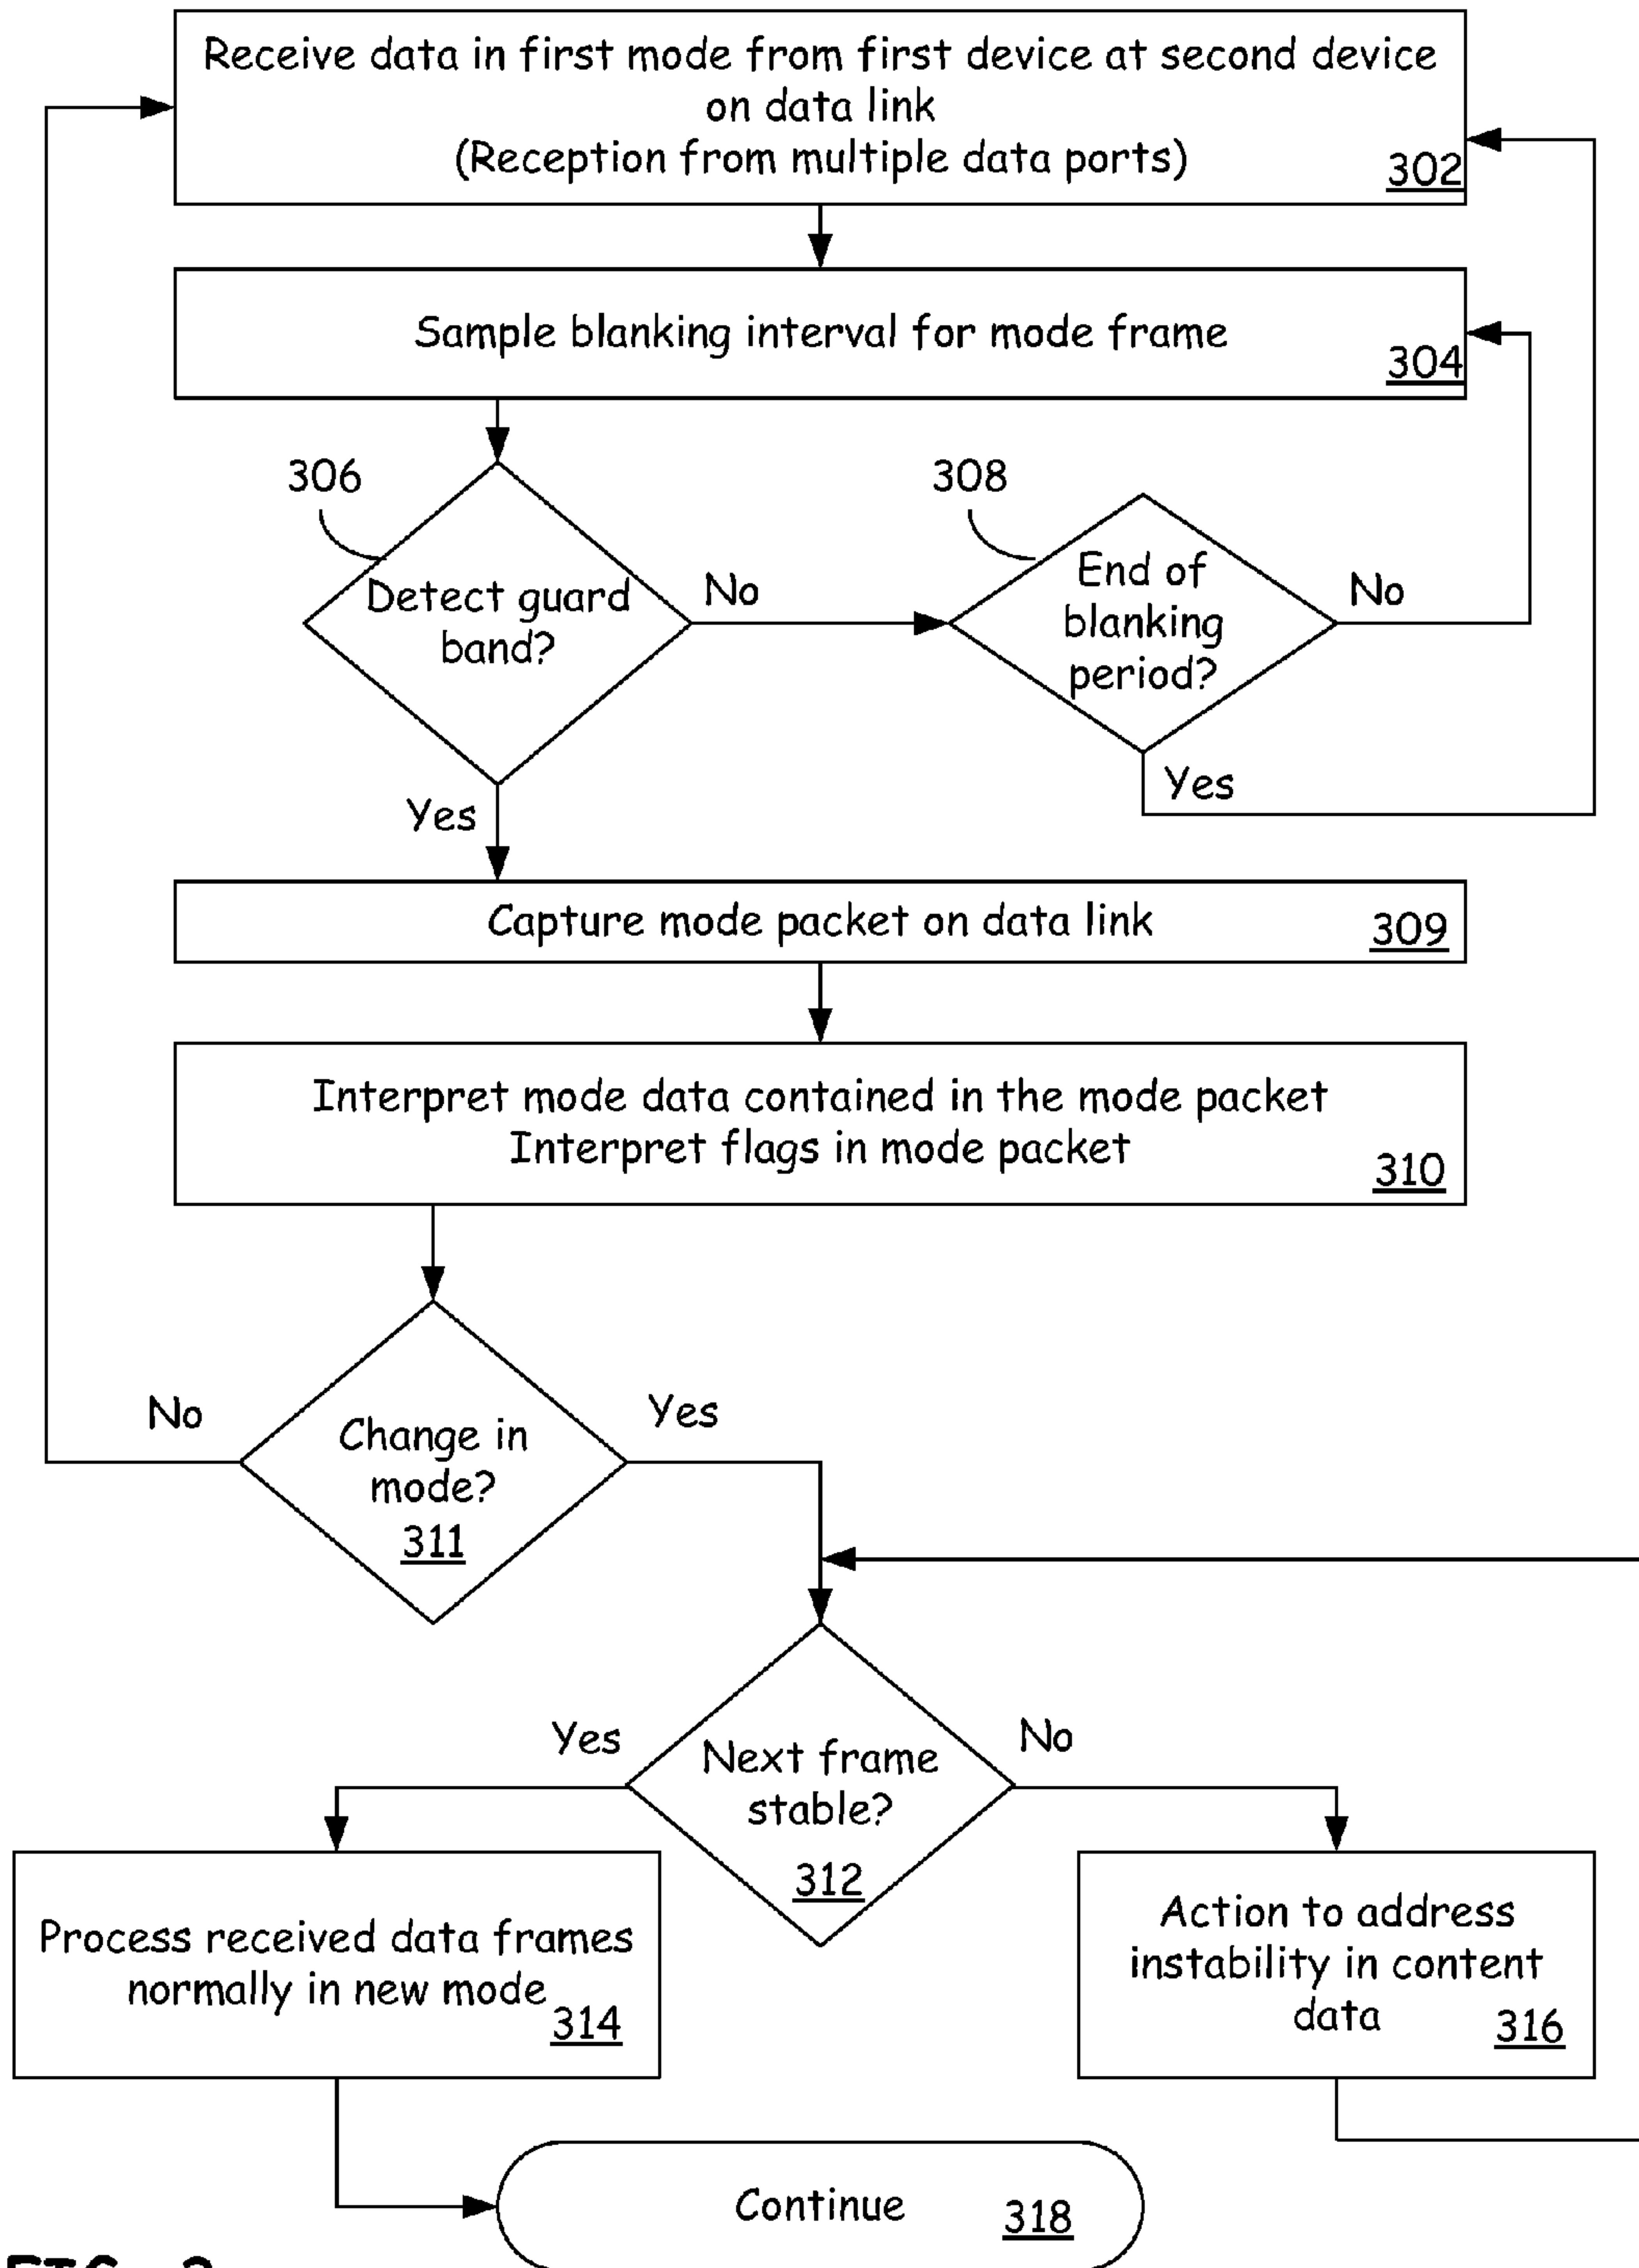 Receive data in first mode from first device at second device
on data link
(Reception from multiple data ports)
302
Sample blanking interval for mode frame
304
306
308
Detect guard
band?
No
End of
blanking
period?
No
Yes
Yes
Capture mode packet on data link
309
Interpret mode data contained in the mode packet
Interpret flags in mode packet
310
No
Yes
Change in
mode?
311
Yes
No
Next frame
stable?
312
Process received data frames
normally in new mode
314
Action to address
instability in content
data
316
Continue
318